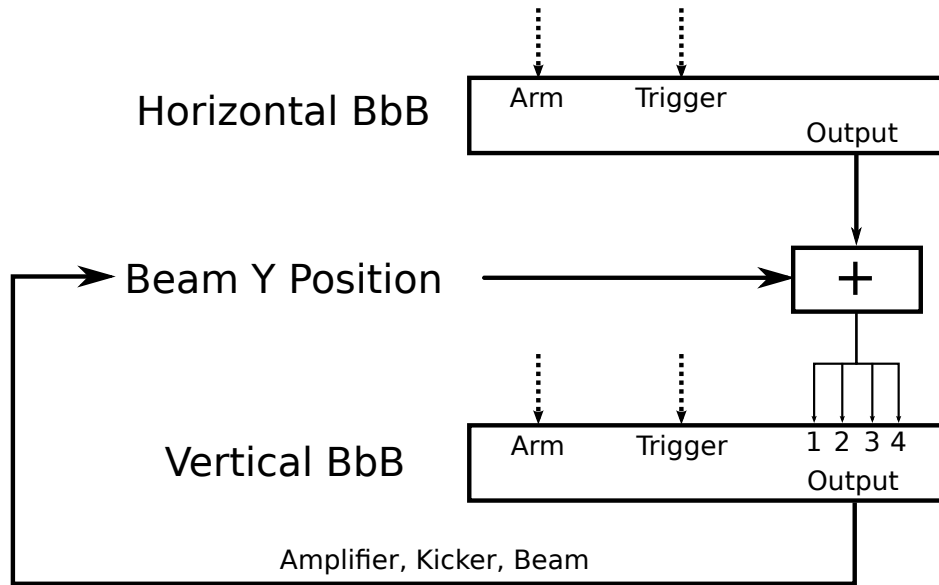 Arm
Trigger
Horizontal BbB
Output
Beam Y Position
+
1 2 3 4
Arm
Trigger
Vertical BbB
Output
Amplifier, Kicker, Beam